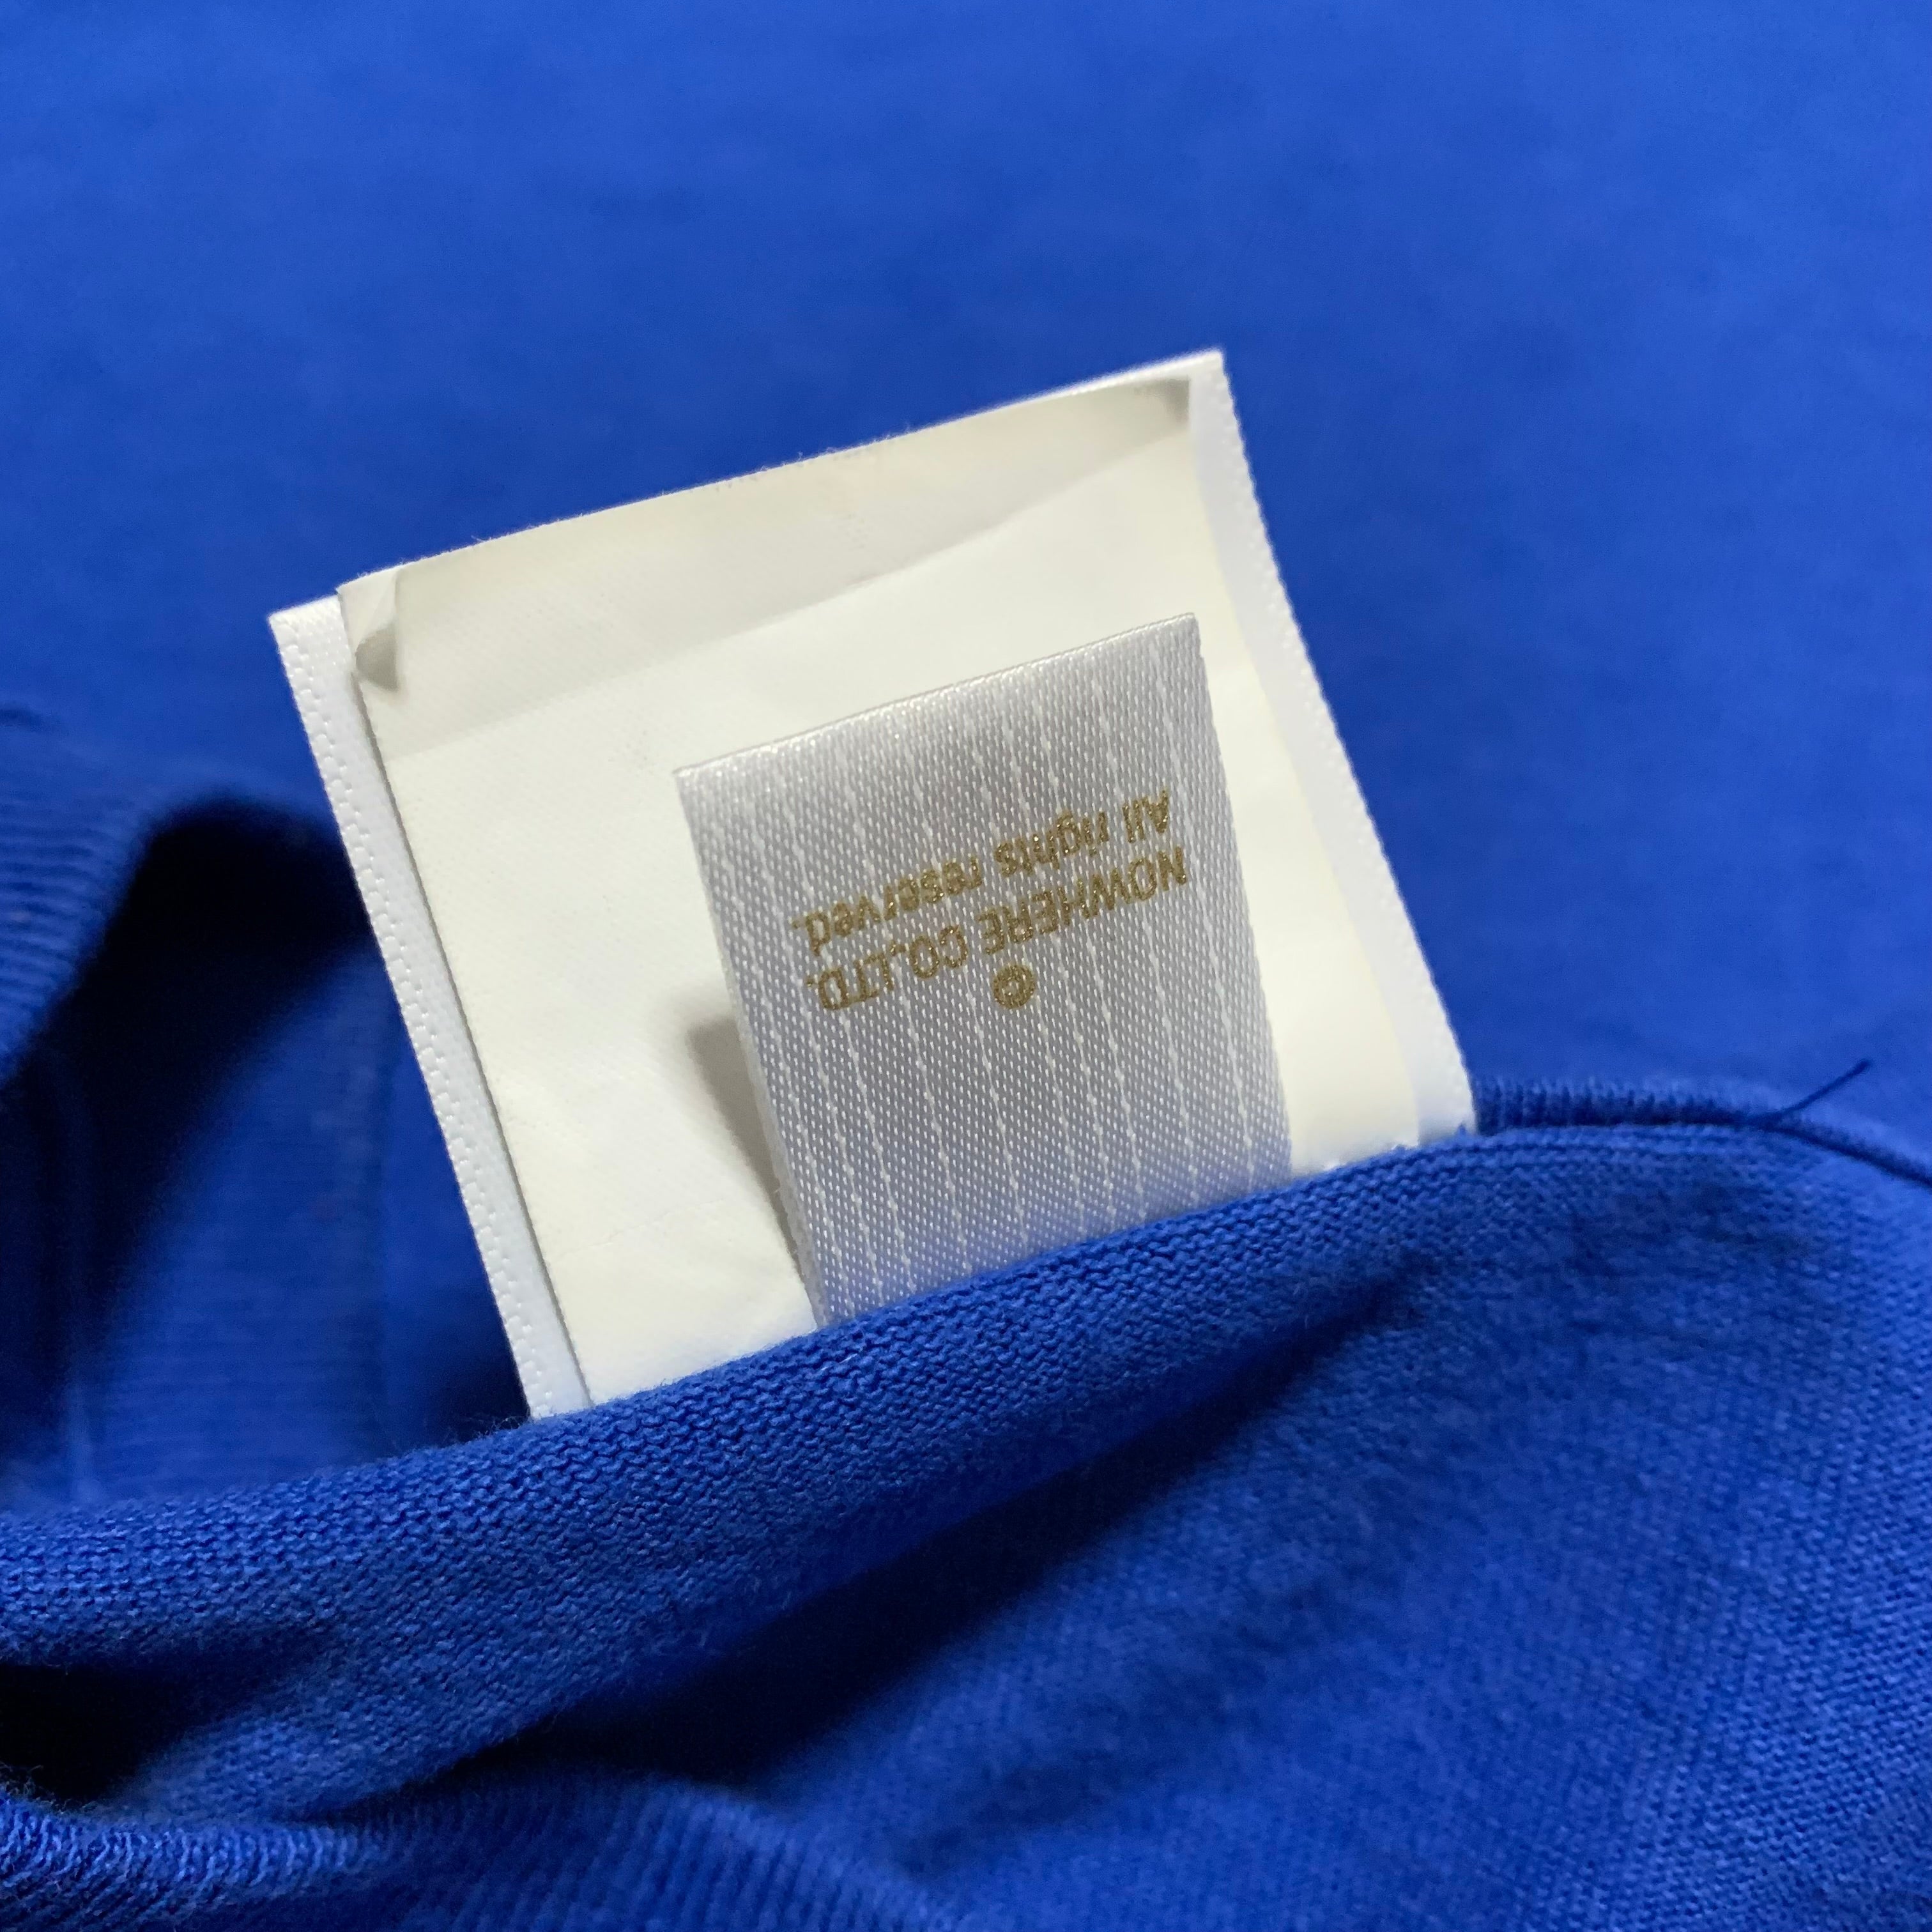 ©
NOWHERE CO.,LTD.
All rights reserved.